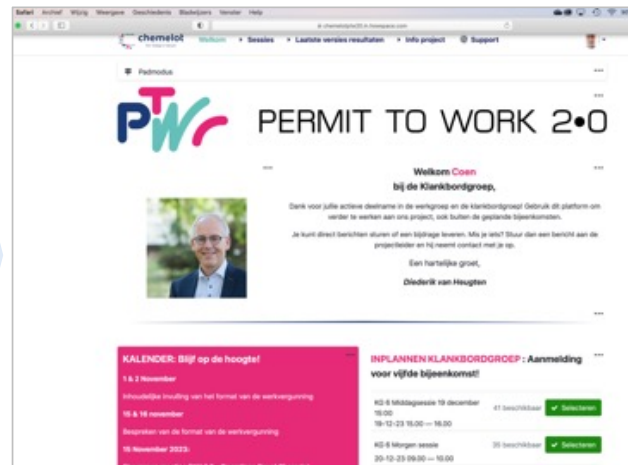 Safari Archief Wijzig Weergave Geschiedenis Bladwijzers Venster Help
chemelot
Welkom Sessies Laatste versies resultaten Info project Support
Padmodus
PTW PERMIT TO WORK 2•0
Welkom Coen
bij de Klankbordgroep,
Dank voor jullie actieve deelname in de werkgroep en de klankbordgroep! Gebruik dit platform om
verder te werken aan ons project, ook buiten de geplande bijeenkomsten.
Je kunt direct berichten sturen of een bijdrage leveren. Mis je iets? Stuur dan een bericht aan de
projectleider en hij neemt contact met je op.
Een hartelijke groet,
Diederik van Heugten
KALENDER: Blijf op de hoogte!
1 & 2 November
Inhoudelijke invulling van het format van de werkvergunning
15 & 16 november
Bespreken van de format van de werkvergunning
15 November 2023:
INPLANNEN KLANKBORDGROEP : Aanmelding
voor vijfde bijeenkomst!
KG 6 Middagsessie 19 december
15:00
19-12-23 15.00 — 16.00
41 beschikbaar Selecteren
KG 6 Morgen sessie
20-12-23 09.00 — 10.00
35 beschikbaar Selecteren